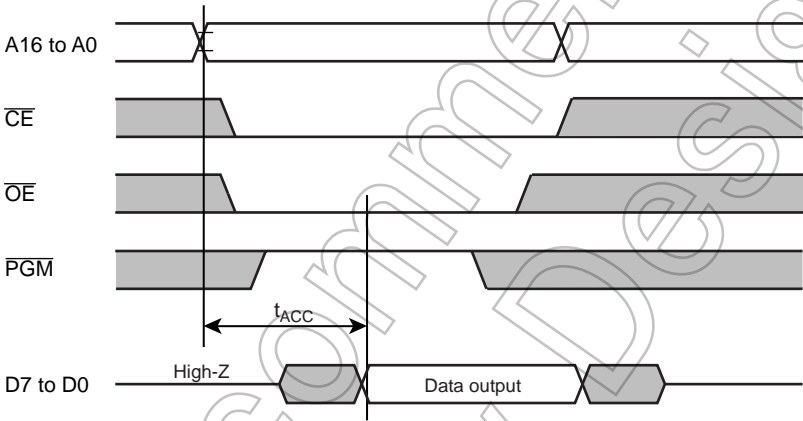 A16 to A0
CE
OE
PGM
tACC
High-Z
D7 to D0
Data output